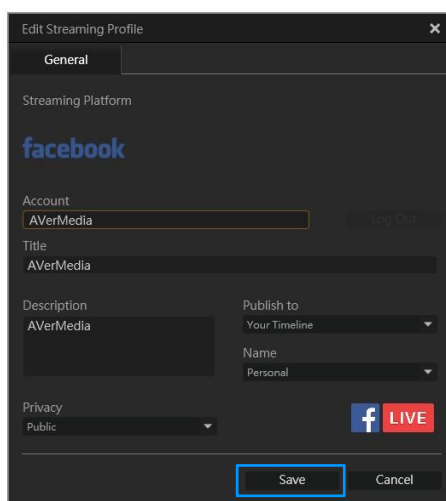 Edit Streaming Profile
General
Streaming Platform
facebook
Account
AVerMedia
Log Out
Title
AVerMedia
Description
AVerMedia
Publish to
Your Timeline
Name
Personal
Privacy
Public
f LIVE
Save
Cancel